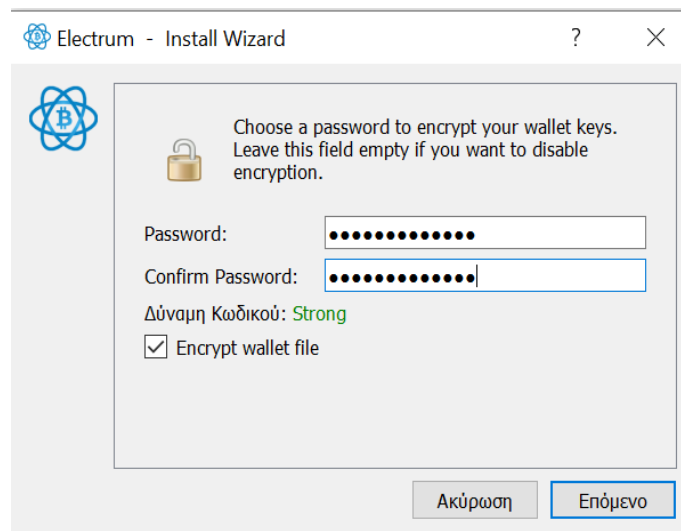 Electrum - Install Wizard
Choose a password to encrypt your wallet keys.
Leave this field empty if you want to disable
encryption.
Password: ●●●●●●●●●●●●●
Confirm Password: ●●●●●●●●●●●●●
Δύναμη Κωδικού: Strong
Encrypt wallet file
Ακύρωση Επόμενο